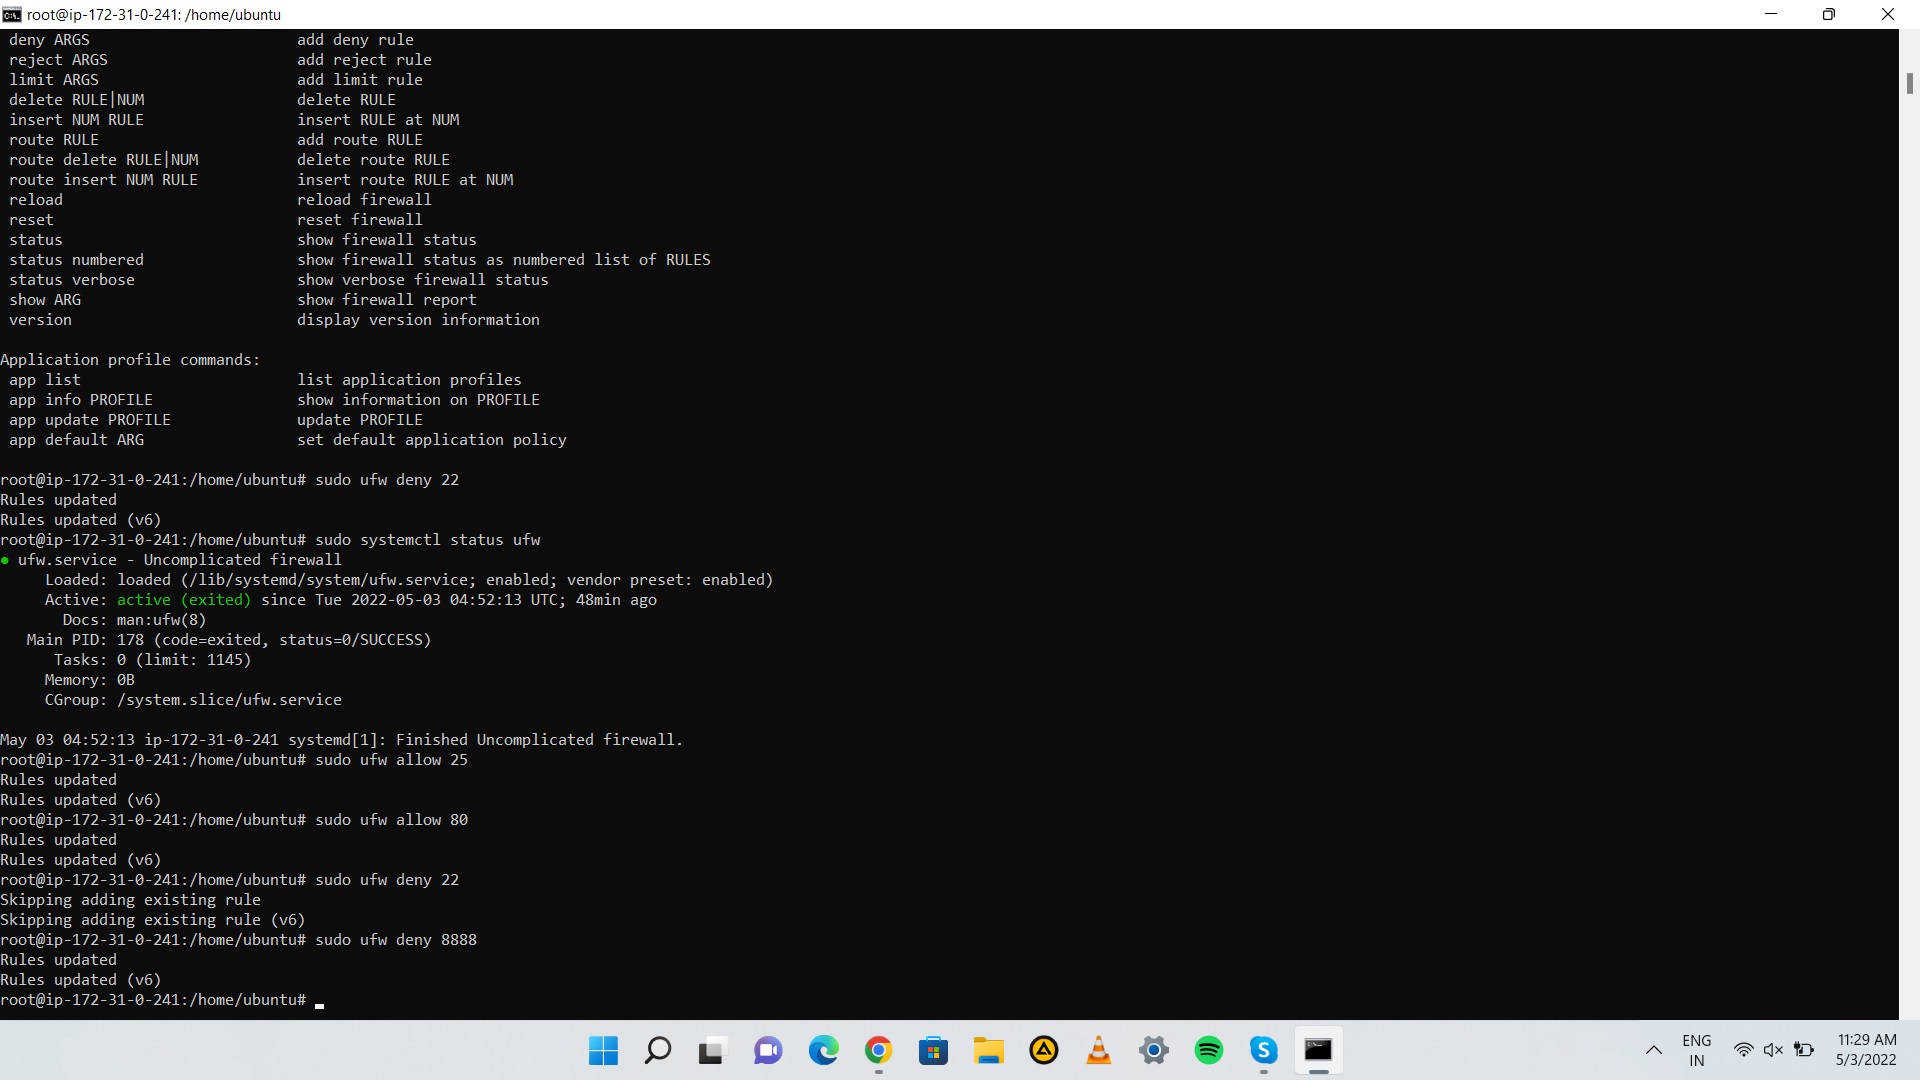 root@ip-172-31-0-241: /home/ubuntu
deny ARGS add deny rule
reject ARGS add reject rule
limit ARGS add limit rule
delete RULE|NUM delete RULE
insert NUM RULE insert RULE at NUM
route RULE add route RULE
route delete RULE|NUM delete route RULE
route insert NUM RULE insert route RULE at NUM
reload reload firewall
reset reset firewall
status show firewall status
status numbered show firewall status as numbered list of RULES
status verbose show verbose firewall status
show ARG show firewall report
version display version information
Application profile commands:
app list list application profiles
app info PROFILE show information on PROFILE
app update PROFILE update PROFILE
app default ARG set default application policy
root@ip-172-31-0-241:/home/ubuntu# sudo ufw deny 22
Rules updated
Rules updated (v6)
root@ip-172-31-0-241:/home/ubuntu# sudo systemctl status ufw
● ufw.service - Uncomplicated firewall
Loaded: loaded (/lib/systemd/system/ufw.service; enabled; vendor preset: enabled)
Active: active (exited) since Tue 2022-05-03 04:52:13 UTC; 48min ago
Docs: man:ufw(8)
Main PID: 178 (code=exited, status=0/SUCCESS)
Tasks: 0 (limit: 1145)
Memory: 0B
CGroup: /system.slice/ufw.service
May 03 04:52:13 ip-172-31-0-241 systemd[1]: Finished Uncomplicated firewall.
root@ip-172-31-0-241:/home/ubuntu# sudo ufw allow 25
Rules updated
Rules updated (v6)
root@ip-172-31-0-241:/home/ubuntu# sudo ufw allow 80
Rules updated
Rules updated (v6)
root@ip-172-31-0-241:/home/ubuntu# sudo ufw deny 22
Skipping adding existing rule
Skipping adding existing rule (v6)
root@ip-172-31-0-241:/home/ubuntu# sudo ufw deny 8888
Rules updated
Rules updated (v6)
root@ip-172-31-0-241:/home/ubuntu#
ENG
IN
11:29 AM
5/3/2022